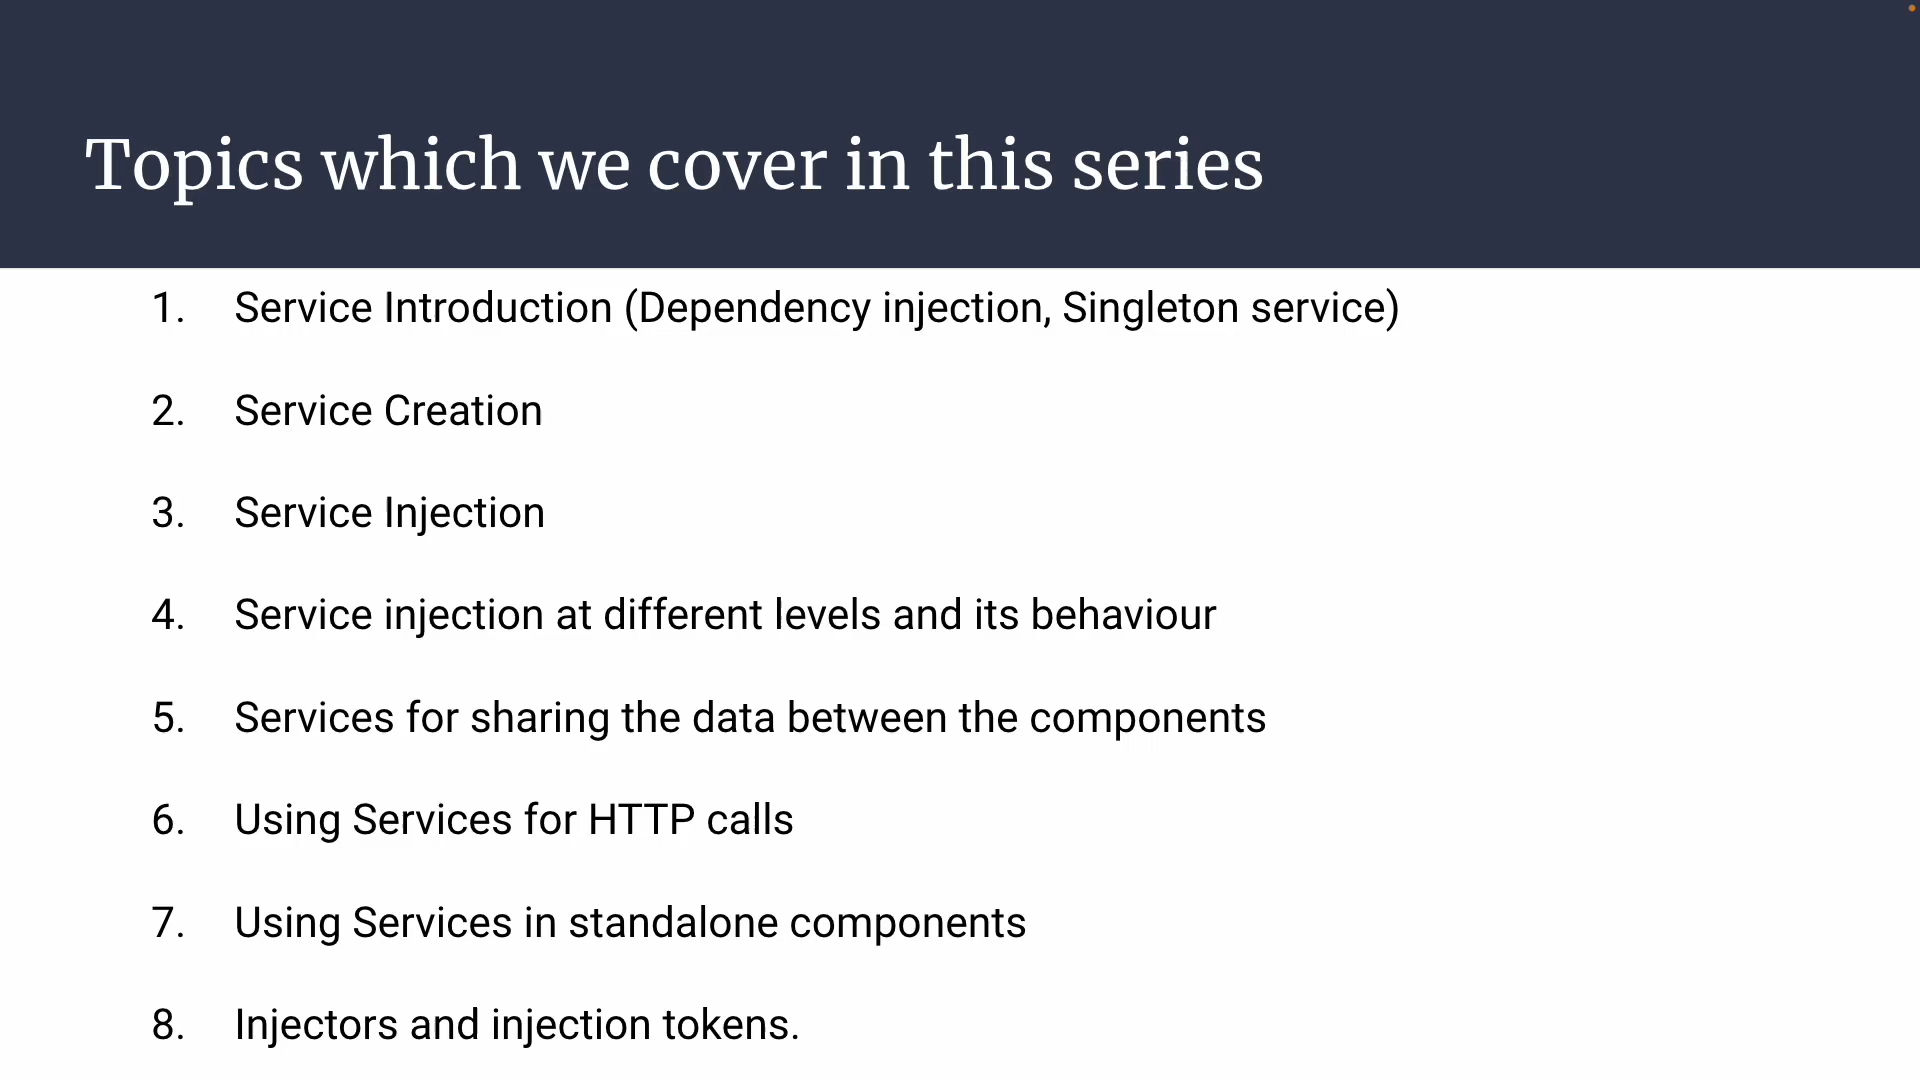 Topics which we cover in this series
1. Service Introduction (Dependency injection, Singleton service)
2. Service Creation
3. Service Injection
4. Service injection at different levels and its behaviour
5. Services for sharing the data between the components
6. Using Services for HTTP calls
7. Using Services in standalone components
8. Injectors and injection tokens.